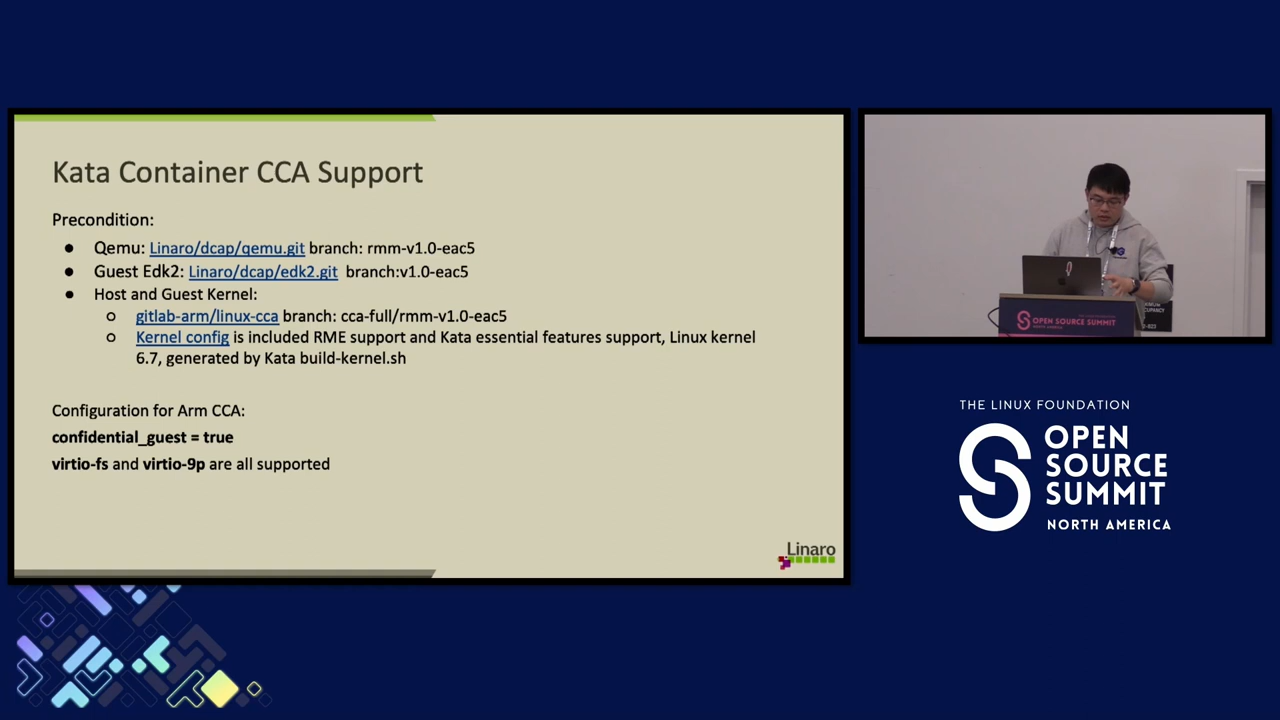 Kata Container CCA Support
Precondition:
● Qemu: Linaro/dcap/qemu.git branch: rmm-v1.0-eac5
● Guest Edk2: Linaro/dcap/edk2.git branch:v1.0-eac5
● Host and Guest Kernel:
○ gitlab-arm/linux-cca branch: cca-full/rmm-v1.0-eac5
○ Kernel config is included RME support and Kata essential features support, Linux kernel
6.7, generated by Kata build-kernel.sh
Configuration for Arm CCA:
confidential_guest = true
virtio-fs and virtio-9p are all supported
Linaro
OPEN SOURCE SUMMIT
NORTH AMERICA
THE LINUX FOUNDATION
OPEN
SOURCE
SUMMIT
NORTH AMERICA